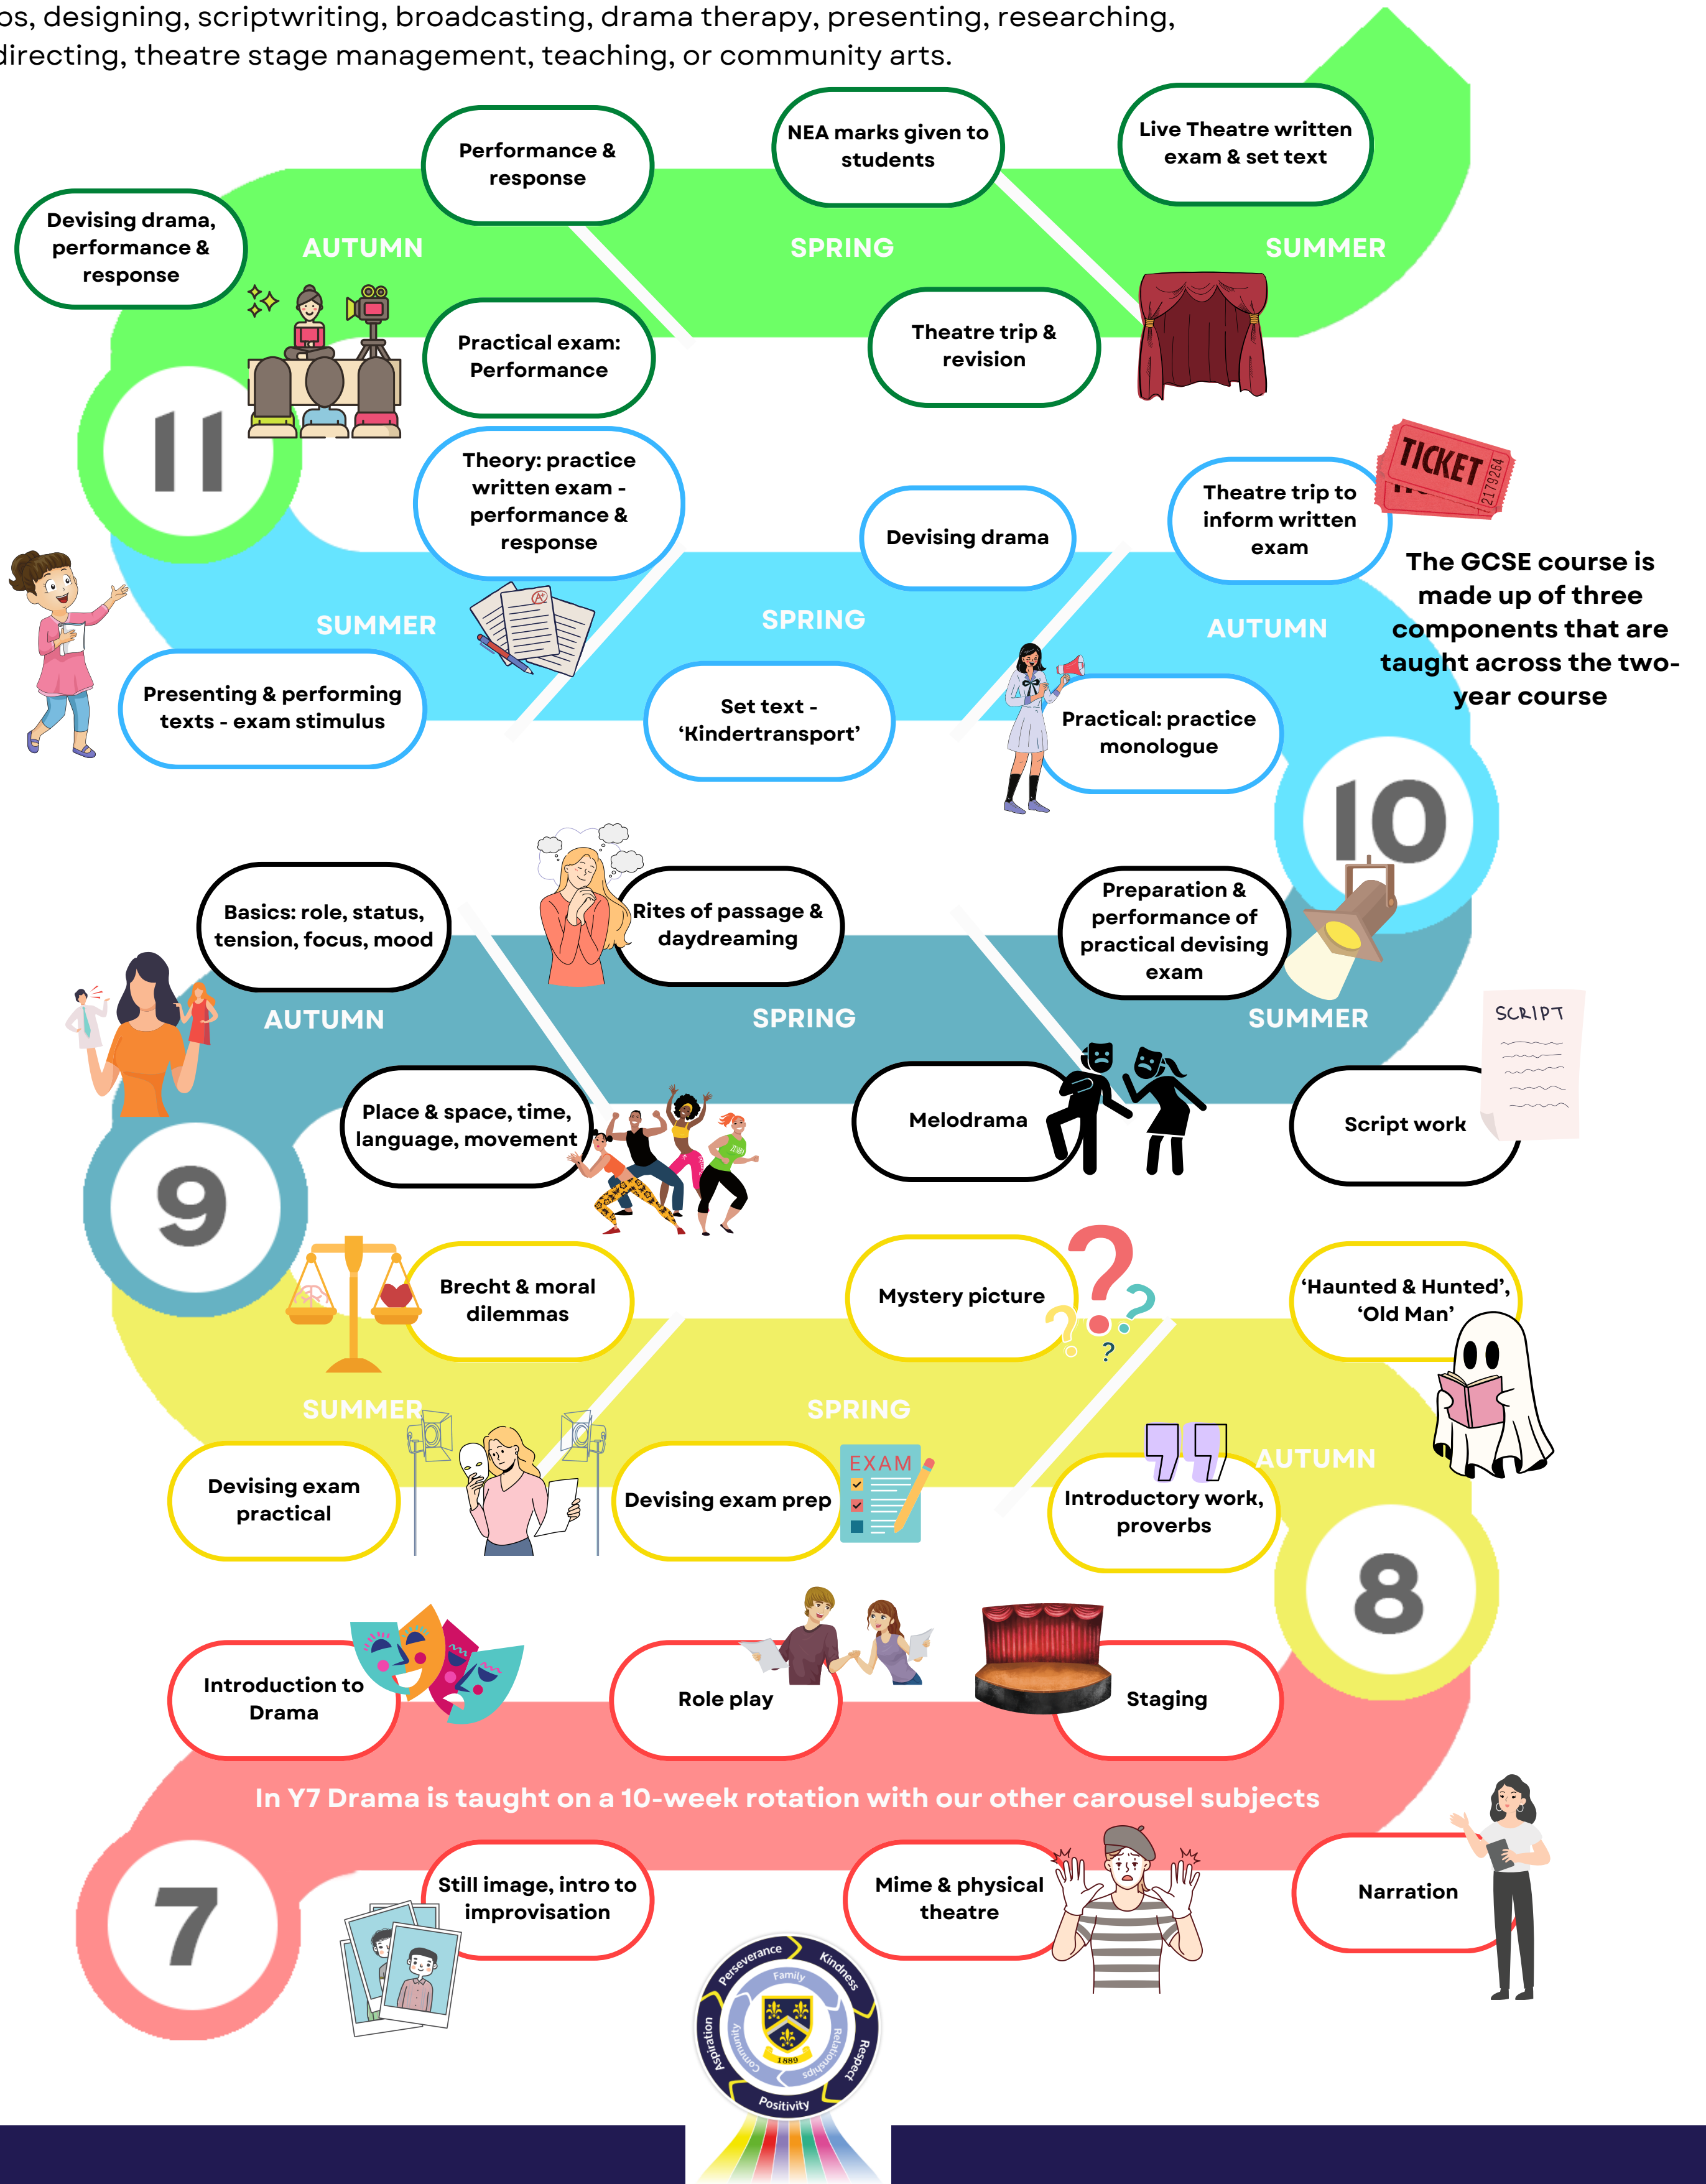 os, designing, scriptwriting, broadcasting, drama therapy, presenting, researching,
directing, theatre stage management, teaching, or community arts.
Performance &
response
NEA marks given to
students
Live Theatre written
exam & set text
Devising drama,
performance &
response
AUTUMN
SPRING
SUMMER
Practical exam:
Performance
Theatre trip &
revision
11
Theory: practice
written exam -
performance &
response
Devising drama
Theatre trip to
inform written
exam
TICKET
2179264
The GCSE course is
made up of three
components that are
taught across the two-
year course
A+
SUMMER
SPRING
AUTUMN
Presenting & performing
texts - exam stimulus
Set text -
‘Kindertransport’
Practical: practice
monologue
10
Basics: role, status,
tension, focus, mood
Rites of passage &
daydreaming
Preparation &
performance of
practical devising
exam
AUTUMN
SPRING
SUMMER
SCRIPT
Place & space, time,
language, movement
Melodrama
Script work
9
Brecht & moral
dilemmas
Mystery picture
?
?
?
?
‘Haunted & Hunted’,
‘Old Man’
SUMMER
SPRING
AUTUMN
Devising exam
practical
Devising exam prep
EXAM
Introductory work,
proverbs
8
Introduction to
Drama
Role play
Staging
In Y7 Drama is taught on a 10-week rotation with our other carousel subjects
7
Still image, intro to
improvisation
Mime & physical
theatre
Narration
Perseverance
Kindness
Respect
Positivity
Aspiration
Family
Relationships
Community
1889